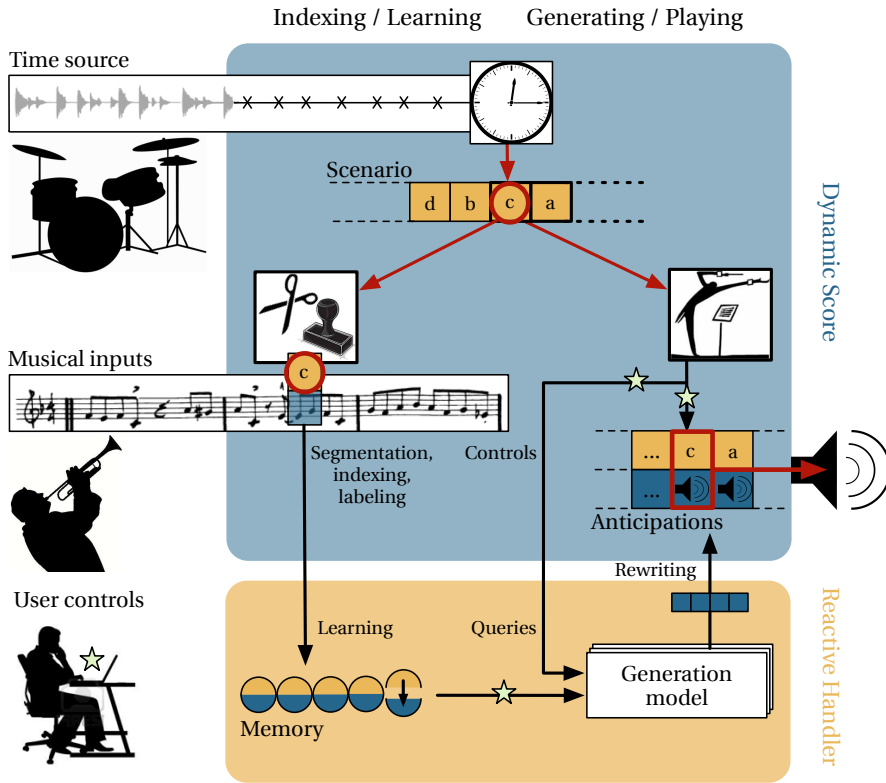 Indexing / Learning
Generating / Playing
Time source
Scenario
d b c a
Dynamic Score
Musical inputs
c
Segmentation,
indexing,
labeling
Controls
... c a
...
Anticipations
Rewriting
User controls
Learning
Queries
Generation
model
Memory
Reactive Handler